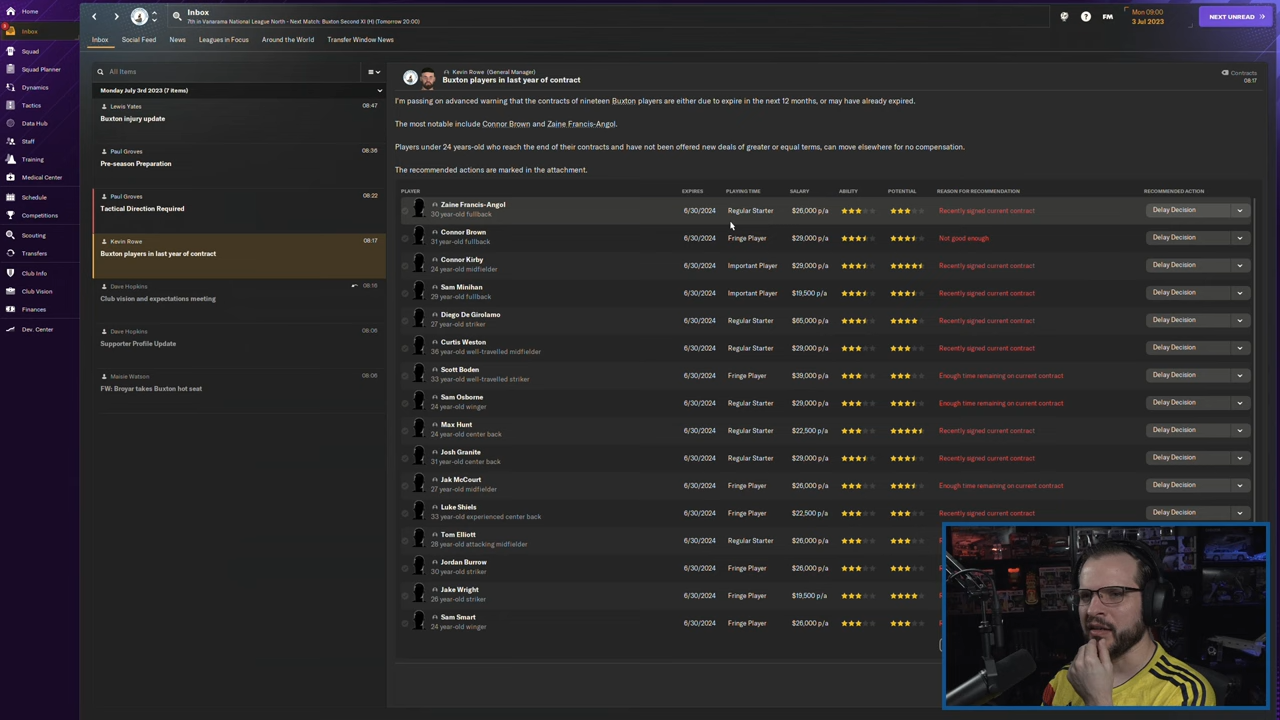 Home
Inbox
Squad
Squad Planner
Dynamics
Tactics
Data Hub
Staff
Training
Medical Center
Schedule
Competitions
Scouting
Transfers
Club Info
Club Vision
Finances
Dev. Center
Inbox
7th in Vanarama National League North - Next Match: Buxton Second XI (H) (Tomorrow 20:00)
FM
Mon 09:00
3 Jul 2023
NEXT UNREAD
Inbox
Social Feed
News
Leagues in Focus
Around the World
Transfer Window News
All Items
Monday July 3rd 2023 (7 items)
Lewis Yates 08:47
Buxton injury update
Paul Groves 08:36
Pre-season Preparation
Paul Groves 08:22
Tactical Direction Required
Kevin Rowe 08:17
Buxton players in last year of contract
Dave Hopkins 08:16
Club vision and expectations meeting
Dave Hopkins 08:06
Supporter Profile Update
Maisie Watson 08:06
FW: Broyar takes Buxton hot seat
Kevin Rowe (General Manager)
Buxton players in last year of contract
Contracts
08:17
I'm passing on advanced warning that the contracts of nineteen Buxton players are either due to expire in the next 12 months, or may have already expired.
The most notable include Connor Brown and Zaine Francis-Angol.
Players under 24 years-old who reach the end of their contracts and have not been offered new deals of greater or equal terms, can move elsewhere for no compensation.
The recommended actions are marked in the attachment.
PLAYER EXPIRES PLAYING TIME SALARY ABILITY POTENTIAL REASON FOR RECOMMENDATION RECOMMENDED ACTION
Zaine Francis-Angol
30 year-old fullback
6/30/2024 Regular Starter $26,000 p/a Recently signed current contract Delay Decision
Connor Brown
31 year-old fullback
6/30/2024 Fringe Player $29,000 p/a Not good enough Delay Decision
Connor Kirby
24 year-old midfielder
6/30/2024 Important Player $29,000 p/a Recently signed current contract Delay Decision
Sam Minihan
29 year-old fullback
6/30/2024 Important Player $19,500 p/a Recently signed current contract Delay Decision
Diego De Girolamo
27 year-old striker
6/30/2024 Regular Starter $65,000 p/a Recently signed current contract Delay Decision
Curtis Weston
36 year-old well-travelled midfielder
6/30/2024 Regular Starter $29,000 p/a Recently signed current contract Delay Decision
Scott Boden
33 year-old well-travelled striker
6/30/2024 Fringe Player $39,000 p/a Enough time remaining on current contract Delay Decision
Sam Osborne
24 year-old winger
6/30/2024 Regular Starter $29,000 p/a Enough time remaining on current contract Delay Decision
Max Hunt
24 year-old center back
6/30/2024 Regular Starter $22,500 p/a Recently signed current contract Delay Decision
Josh Granite
31 year-old center back
6/30/2024 Regular Starter $29,000 p/a Recently signed current contract Delay Decision
Jak McCourt
27 year-old midfielder
6/30/2024 Fringe Player $26,000 p/a Enough time remaining on current contract Delay Decision
Luke Shiels
33 year-old experienced center back
6/30/2024 Fringe Player $22,500 p/a Recently signed current contract Delay Decision
Tom Elliott
28 year-old attacking midfielder
6/30/2024 Regular Starter $26,000 p/a
Jordan Burrow
30 year-old striker
6/30/2024 Fringe Player $26,000 p/a
Jake Wright
26 year-old striker
6/30/2024 Fringe Player $19,500 p/a
Sam Smart
24 year-old winger
6/30/2024 Fringe Player $26,000 p/a